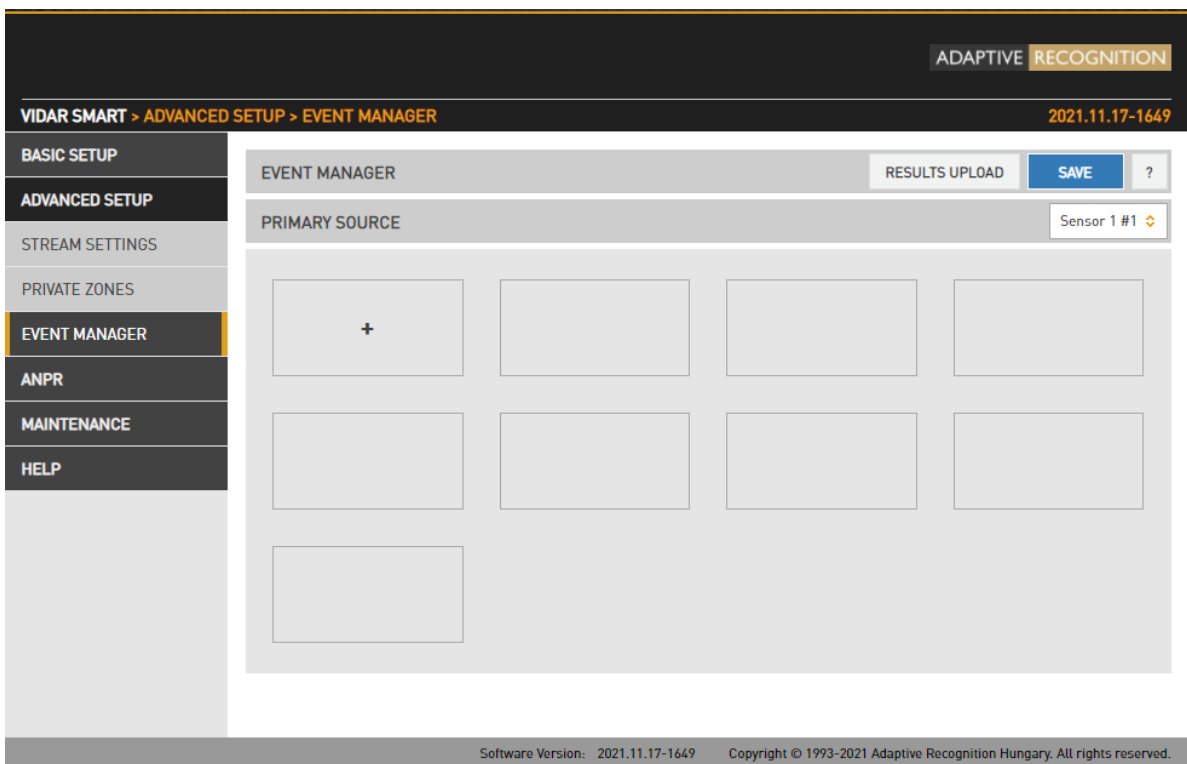 ADAPTIVE RECOGNITION
VIDAR SMART > ADVANCED SETUP > EVENT MANAGER 2021.11.17-1649
BASIC SETUP
ADVANCED SETUP
STREAM SETTINGS
PRIVATE ZONES
EVENT MANAGER
ANPR
MAINTENANCE
HELP
EVENT MANAGER RESULTS UPLOAD SAVE ?
PRIMARY SOURCE Sensor 1 #1
+
Software Version: 2021.11.17-1649 Copyright © 1993-2021 Adaptive Recognition Hungary. All rights reserved.